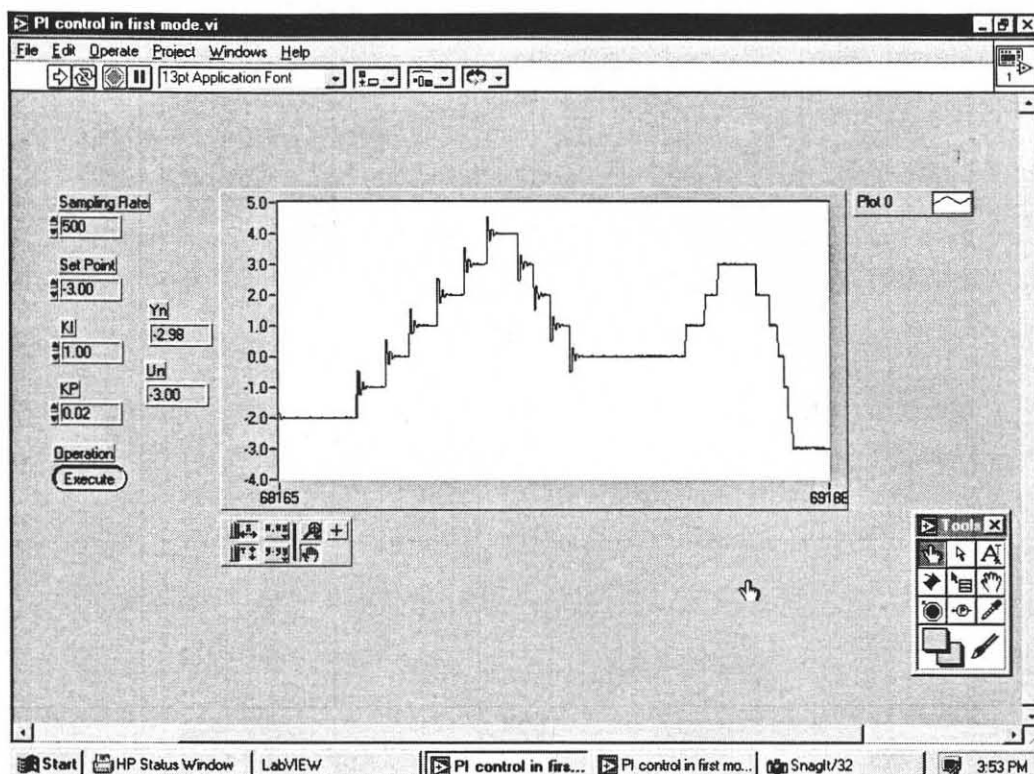 PI control in first mode.vi
File Edit Operate Project Windows Help
13pt Application Font
1
Sampling Rate
500
Set Point
-3.00
KI
1.00
KP
0.02
Operation
Execute
Yn
-2.98
Un
-3.00
5.0
4.0
3.0
2.0
1.0
0.0
-1.0
-2.0
-3.0
-4.0
68165
69188
Plot 0
x.xx
y.yy
Tools
A
P
Start
HP Status Window
LabVIEW
PI control in firs...
PI control in first mo...
SnagIt/32
3:53 PM